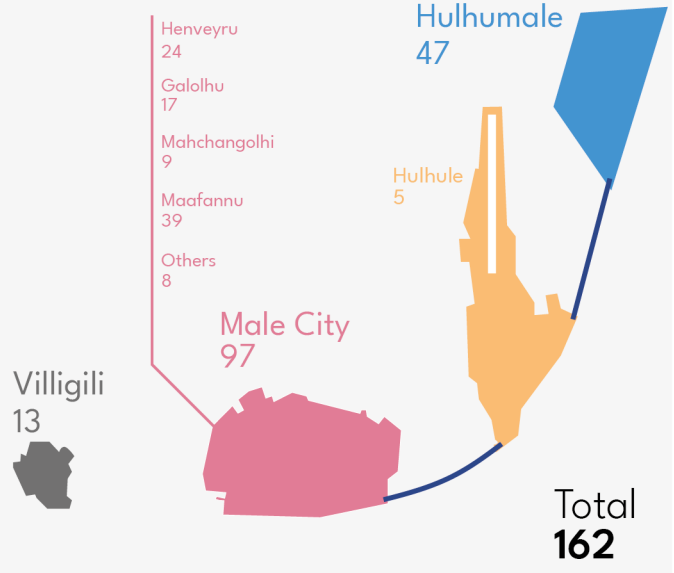 Hulhumale
47
Henveyru
24
Galolhu
17
Mahchangolhi
9
Maafannu
39
Others
8
Hulhule
5
Male City
97
Villigili
13
Total
162